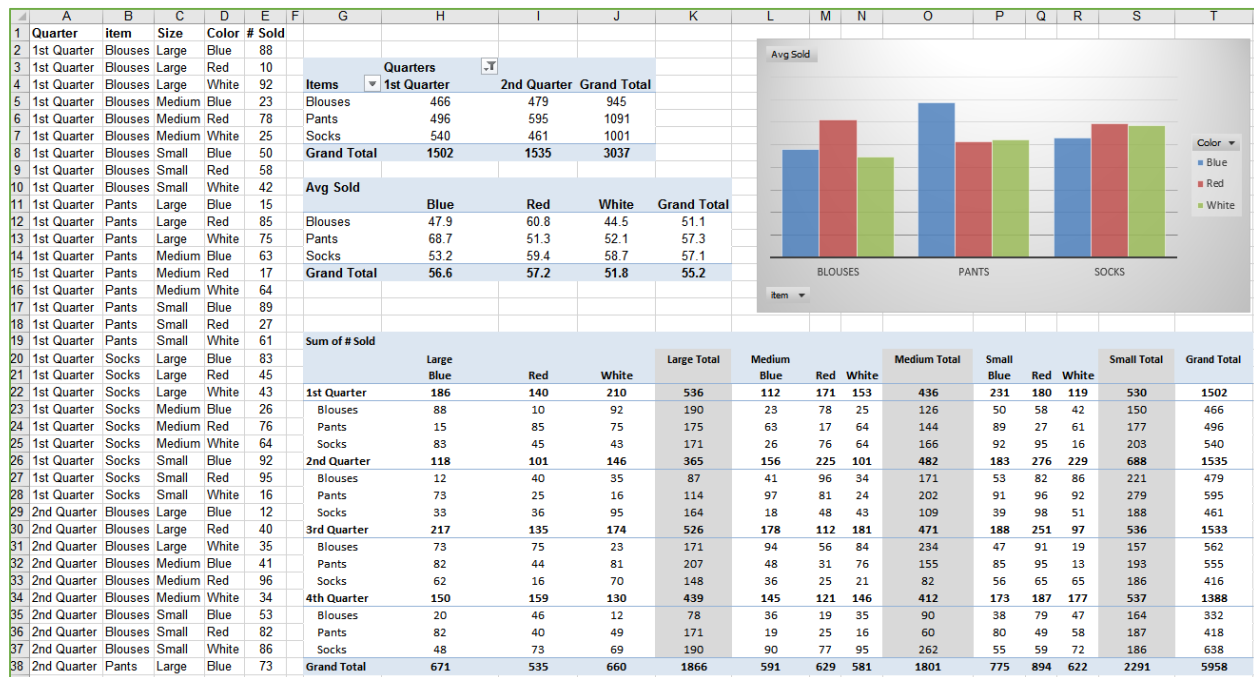 A B C D E F G H I J K L M N O P Q R S T
1 Quarter item Size Color # Sold
2 1st Quarter Blouses Large Blue 88
3 1st Quarter Blouses Large Red 10 Quarters
4 1st Quarter Blouses Large White 92 Items 1st Quarter 2nd Quarter Grand Total
5 1st Quarter Blouses Medium Blue 23 Blouses 466 479 945
6 1st Quarter Blouses Medium Red 78 Pants 496 595 1091
7 1st Quarter Blouses Medium White 25 Socks 540 461 1001
8 1st Quarter Blouses Small Blue 50 Grand Total 1502 1535 3037
9 1st Quarter Blouses Small Red 58
10 1st Quarter Blouses Small White 42 Avg Sold
11 1st Quarter Pants Large Blue 15 Blue Red White Grand Total
12 1st Quarter Pants Large Red 85 Blouses 47.9 60.8 44.5 51.1
13 1st Quarter Pants Large White 75 Pants 68.7 51.3 52.1 57.3
14 1st Quarter Pants Medium Blue 63 Socks 53.2 59.4 58.7 57.1
15 1st Quarter Pants Medium Red 17 Grand Total 56.6 57.2 51.8 55.2
16 1st Quarter Pants Medium White 64
17 1st Quarter Pants Small Blue 89
18 1st Quarter Pants Small Red 27
Avg Sold
Color
Blue
Red
White
BLOUSES PANTS SOCKS
item
19 1st Quarter Pants Small White 61 Sum of # Sold
20 1st Quarter Socks Large Blue 83 Large Large Total Medium Medium Total Small Small Total Grand Total
21 1st Quarter Socks Large Red 45 Blue Red White Blue Red White Blue Red White
22 1st Quarter Socks Large White 43 1st Quarter 186 140 210 536 112 171 153 436 231 180 119 530 1502
23 1st Quarter Socks Medium Blue 26 Blouses 88 10 92 190 23 78 25 126 50 58 42 150 466
24 1st Quarter Socks Medium Red 76 Pants 15 85 75 175 63 17 64 144 89 27 61 177 496
25 1st Quarter Socks Medium White 64 Socks 83 45 43 171 26 76 64 166 92 95 16 203 540
26 1st Quarter Socks Small Blue 92 2nd Quarter 118 101 146 365 156 225 101 482 183 276 229 688 1535
27 1st Quarter Socks Small Red 95 Blouses 12 40 35 87 41 96 34 171 53 82 86 221 479
28 1st Quarter Socks Small White 16 Pants 73 25 16 114 97 81 24 202 91 96 92 279 595
29 2nd Quarter Blouses Large Blue 12 Socks 33 36 95 164 18 48 43 109 39 98 51 188 461
30 2nd Quarter Blouses Large Red 40 3rd Quarter 217 135 174 526 178 112 181 471 188 251 97 536 1533
31 2nd Quarter Blouses Large White 35 Blouses 73 75 23 171 94 56 84 234 47 91 19 157 562
32 2nd Quarter Blouses Medium Blue 41 Pants 82 44 81 207 48 31 76 155 85 95 13 193 555
33 2nd Quarter Blouses Medium Red 96 Socks 62 16 70 148 36 25 21 82 56 65 65 186 416
34 2nd Quarter Blouses Medium White 34 4th Quarter 150 159 130 439 145 121 146 412 173 187 177 537 1388
35 2nd Quarter Blouses Small Blue 53 Blouses 20 46 12 78 36 19 35 90 38 79 47 164 332
36 2nd Quarter Blouses Small Red 82 Pants 82 40 49 171 19 25 16 60 80 49 58 187 418
37 2nd Quarter Blouses Small White 86 Socks 48 73 69 190 90 77 95 262 55 59 72 186 638
38 2nd Quarter Pants Large Blue 73 Grand Total 671 535 660 1866 591 629 581 1801 775 894 622 2291 5958